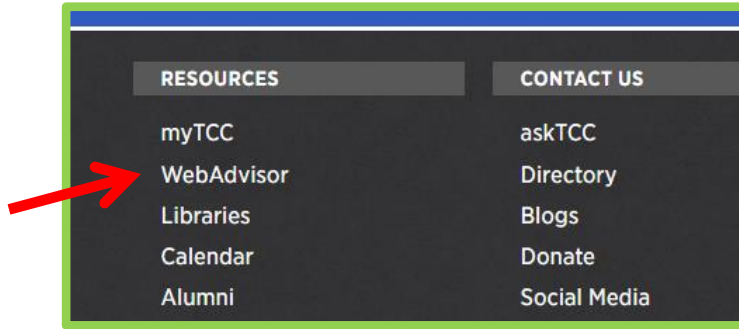 RESOURCES
myTCC
WebAdvisor
Libraries
Calendar
Alumni
CONTACT US
askTCC
Directory
Blogs
Donate
Social Media